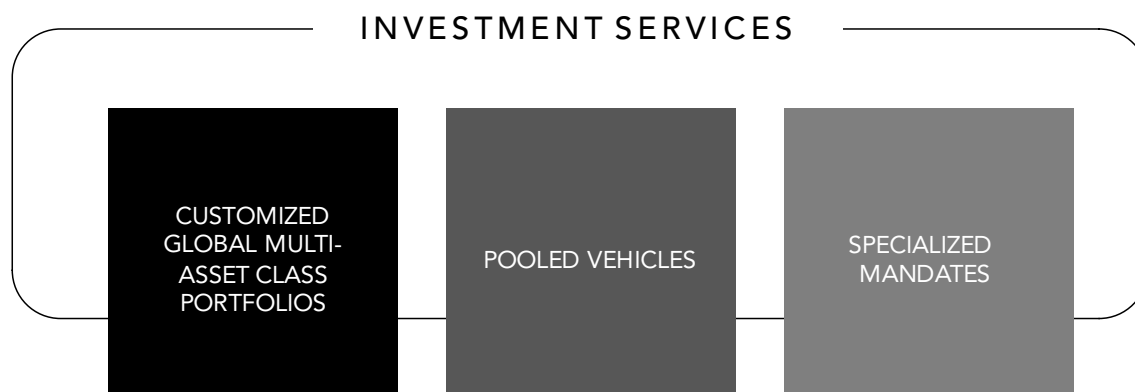 INVESTMENT SERVICES
CUSTOMIZED
GLOBAL MULTI-
ASSET CLASS
PORTFOLIOS
POOLED VEHICLES
SPECIALIZED
MANDATES